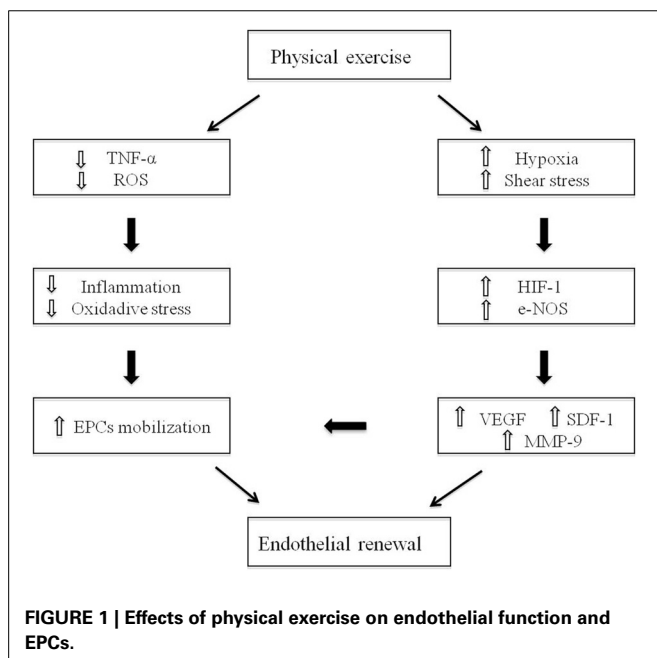 Physical exercise
⇩ TNF-α
⇩ ROS
⇧ Hypoxia
⇧ Shear stress
⇩ Inflammation
⇩ Oxidadive stress
⇧ HIF-1
⇧ e-NOS
⇧ EPCs mobilization
⇧ VEGF ⇧ SDF-1
⇧ MMP-9
Endothelial renewal
FIGURE 1 | Effects of physical exercise on endothelial function and
EPCs.